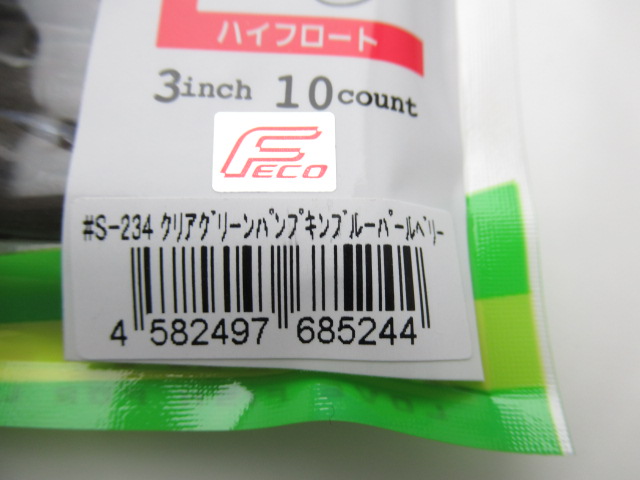 ハイフロート
3inch 10count
FECO
#S-234 クリアグリーンパンプキンブルーパールベリー
4 582497 685244